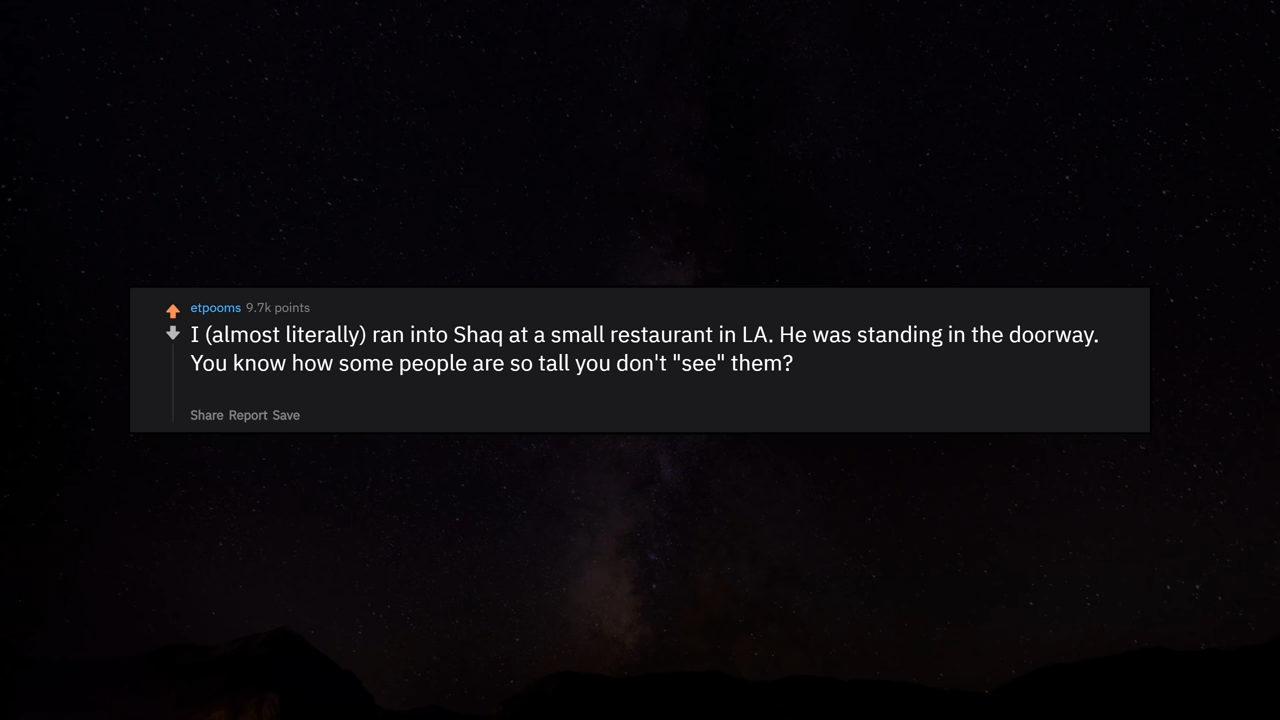 etpooms 9.7k points
I (almost literally) ran into Shaq at a small restaurant in LA. He was standing in the doorway.
You know how some people are so tall you don't "see" them?
Share Report Save